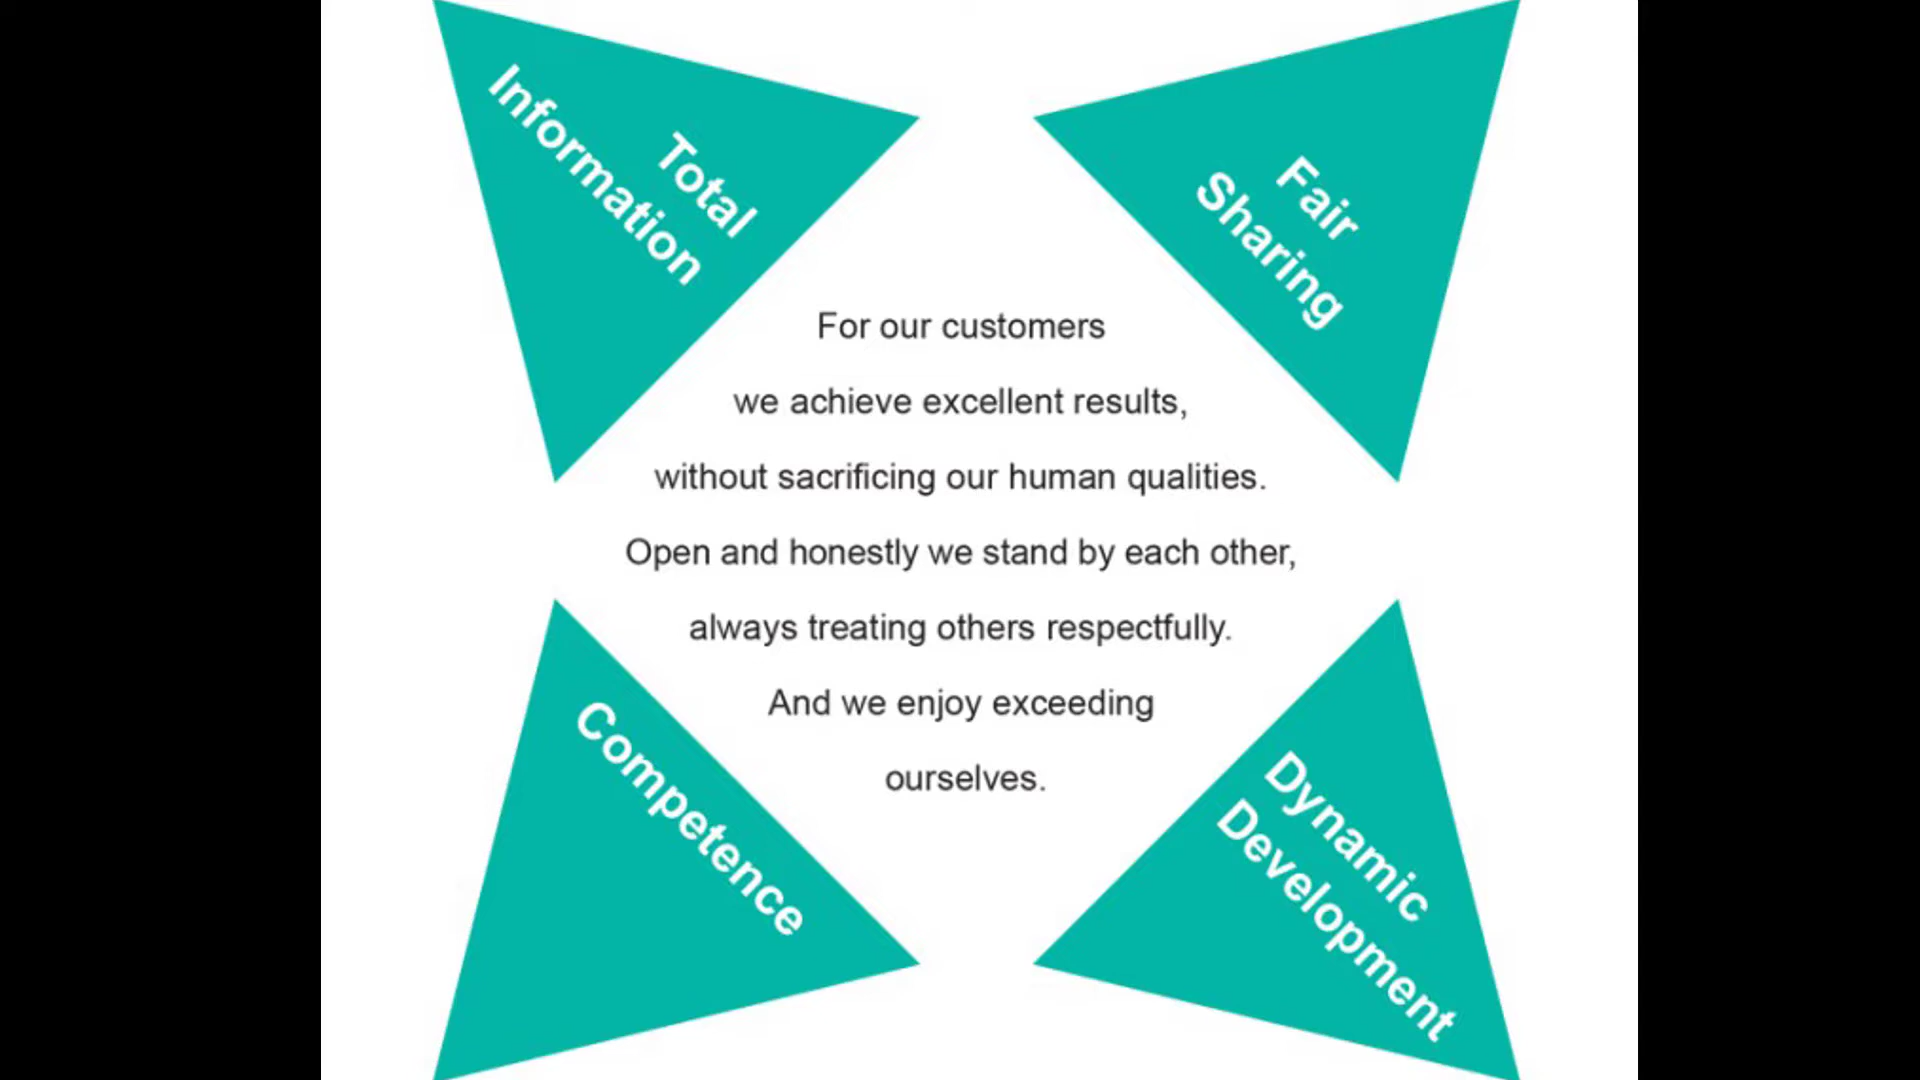 Total
Information
Fair
Sharing
For our customers
we achieve excellent results,
without sacrificing our human qualities.
Open and honestly we stand by each other,
always treating others respectfully.
And we enjoy exceeding
ourselves.
Competence
Dynamic
Development